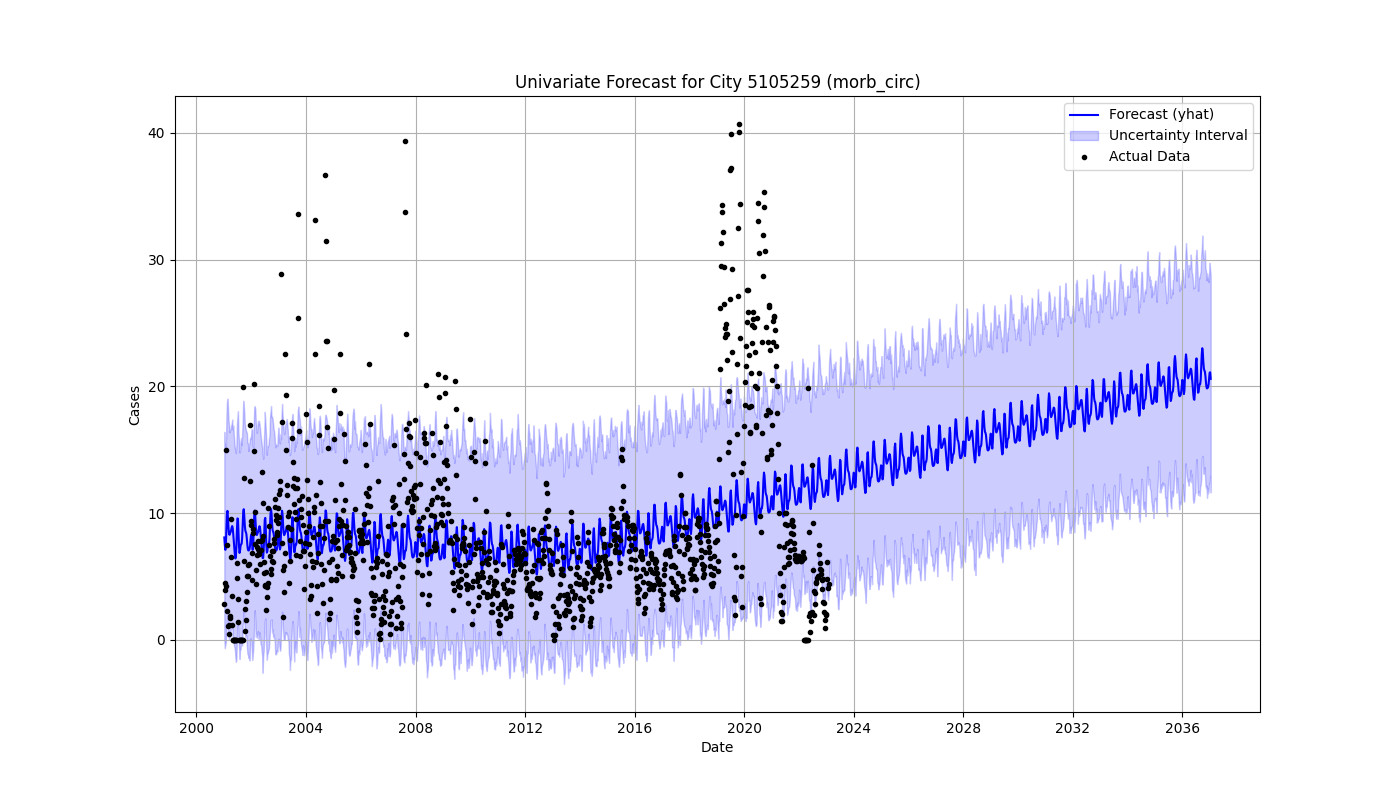 Univariate Forecast for City 5105259 (morb_circ)
Forecast (yhat)
Uncertainty Interval
Actual Data
Cases
40
30
20
10
0
2000 2004 2008 2012 2016 2020 2024 2028 2032 2036
Date